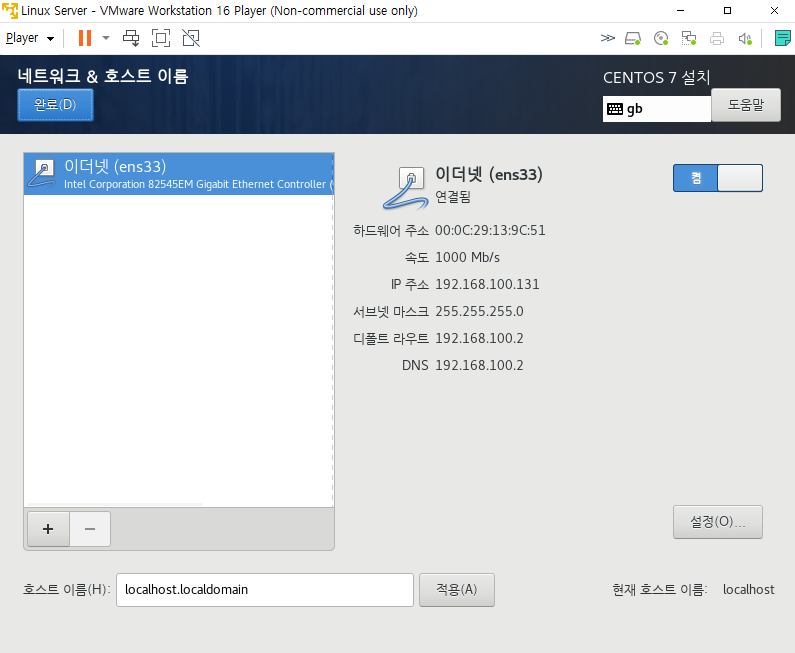 Linux Server - VMware Workstation 16 Player (Non-commercial use only)
Player
네트워크 & 호스트 이름
CENTOS 7 설치
완료(D)
gb
도움말
이더넷 (ens33)
Intel Corporation 82545EM Gigabit Ethernet Controller (
이더넷 (ens33)
연결됨
켬
하드웨어 주소 00:0C:29:13:9C:51
속도 1000 Mb/s
IP 주소 192.168.100.131
서브넷 마스크 255.255.255.0
디폴트 라우트 192.168.100.2
DNS 192.168.100.2
+ −
설정(O)...
호스트 이름(H): localhost.localdomain 적용(A) 현재 호스트 이름: localhost